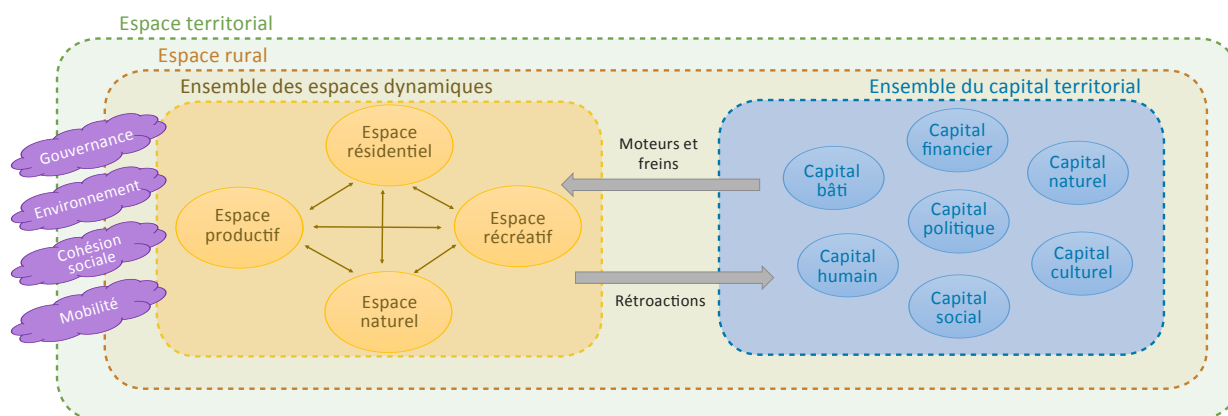 Espace territorial
Espace rural
Ensemble des espaces dynamiques
Ensemble du capital territorial
Gouvernance
Environnement
Cohésion
sociale
Mobilité
Espace
résidentiel
Espace
productif
Espace
récréatif
Espace
naturel
Moteurs et
freins
Rétroactions
Capital
financier
Capital
bâti
Capital
naturel
Capital
politique
Capital
humain
Capital
culturel
Capital
social